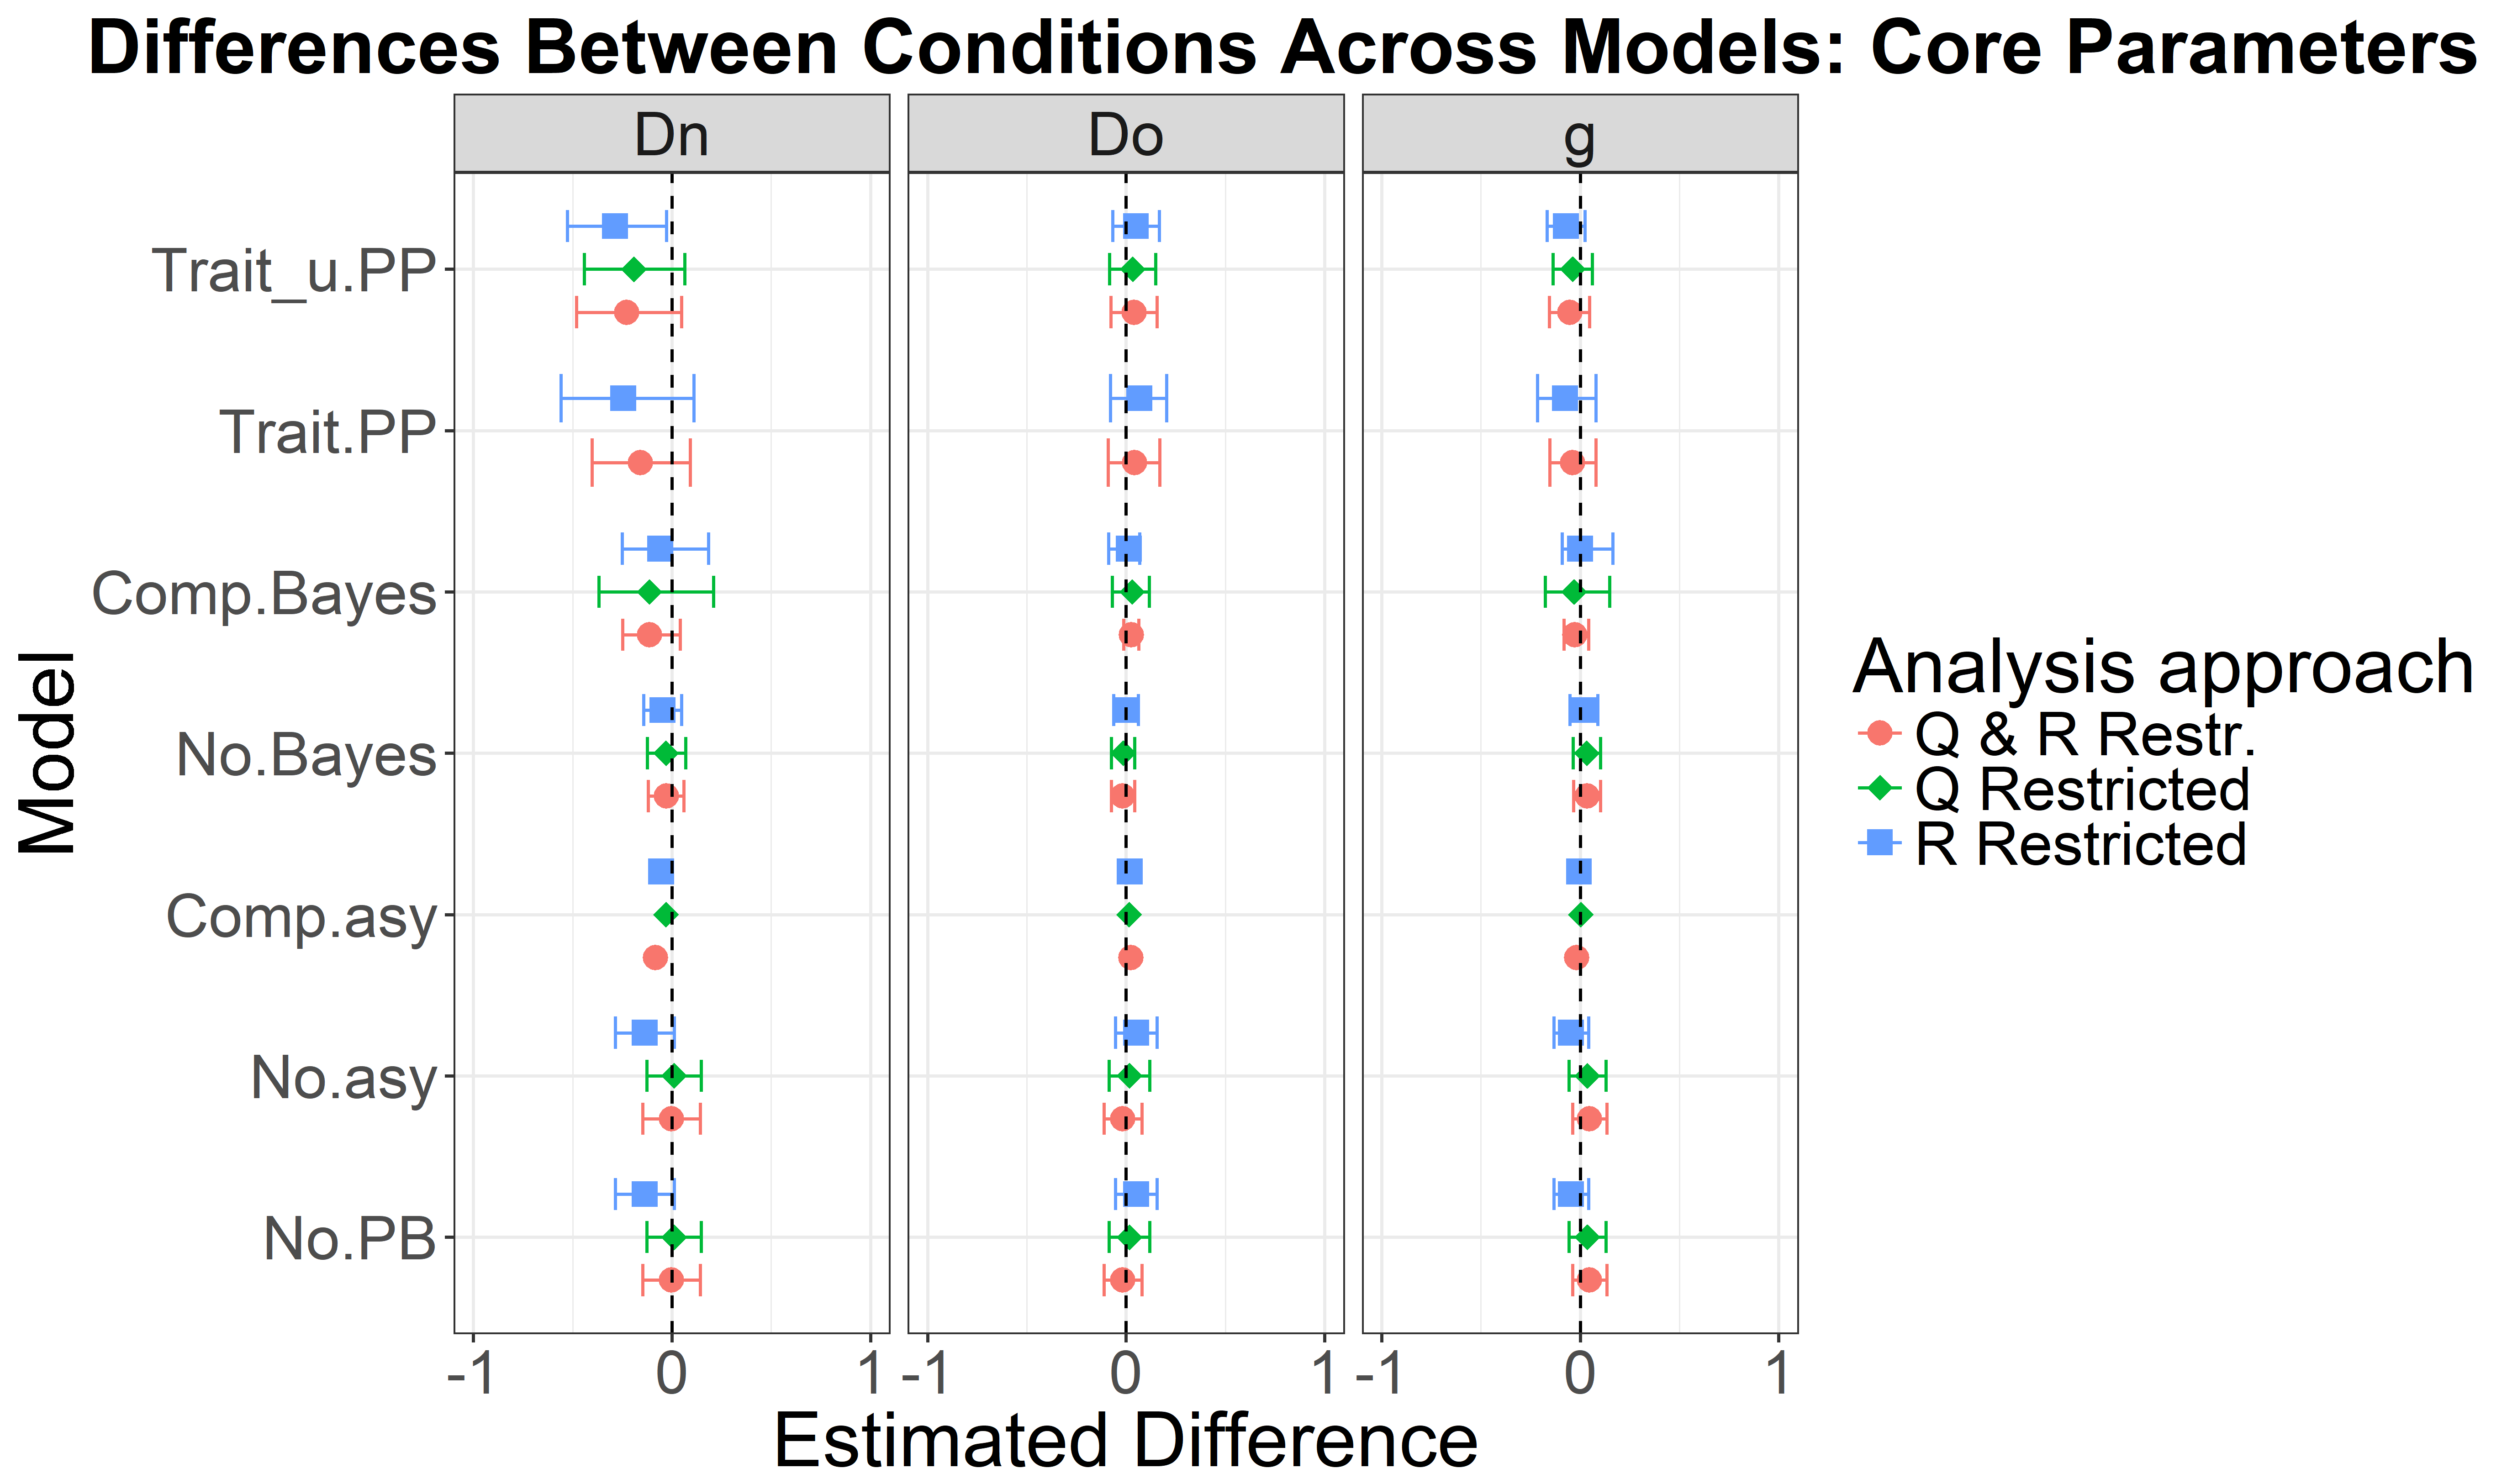 Differences Between Conditions Across Models: Core Parameters
Dn Do g
Model
Trait_u.PP
Trait.PP
Comp.Bayes
No.Bayes
Comp.asy
No.asy
No.PB
-1 0 1 -1 0 1 -1 0 1
Estimated Difference
Analysis approach
Q & R Restr.
Q Restricted
R Restricted